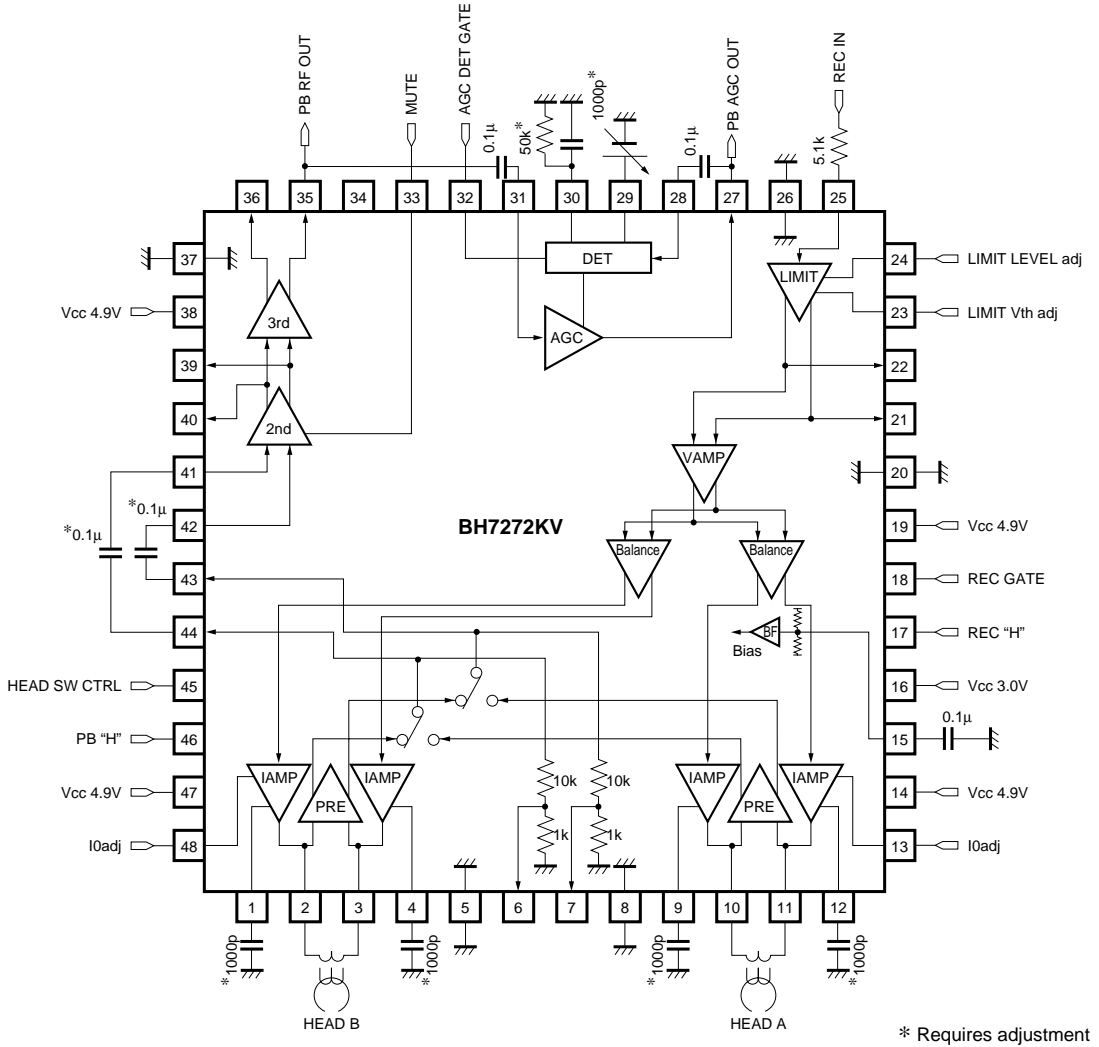 PB RF OUT
MUTE
AGC DET GATE
0.1μ
50k*
1000p*
0.1μ
PB AGC OUT
REC IN
5.1k
36 35 34 33 32 31 30 29 28 27 26 25
37
38
39
40
41
42
43
44
45
46
47
48
Vcc 4.9V
*0.1μ
*0.1μ
HEAD SW CTRL
PB “H”
Vcc 4.9V
I0adj
3rd
2nd
DET
AGC
LIMIT
VAMP
BH7272KV
Balance
Balance
BF
Bias
IAMP
PRE
IAMP
10k
10k
1k
1k
IAMP
PRE
IAMP
24 LIMIT LEVEL adj
23 LIMIT Vth adj
22
21
20
19 Vcc 4.9V
18 REC GATE
17 REC “H”
16 Vcc 3.0V
15 0.1μ
14 Vcc 4.9V
13 I0adj
1 2 3 4 5 6 7 8 9 10 11 12
*1000p
*1000p
*1000p
*1000p
HEAD B
HEAD A
* Requires adjustment